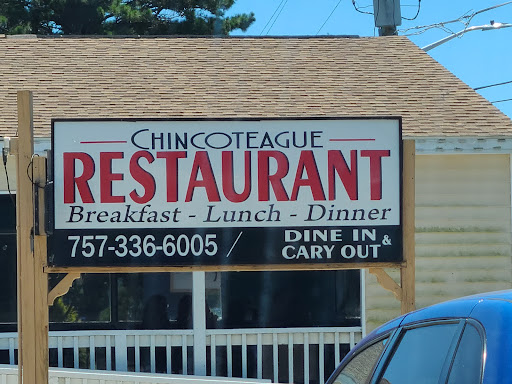 CHINCOTEAGUE
RESTAURANT
Breakfast - Lunch - Dinner
757-336-6005 / DINE IN &
CARY OUT